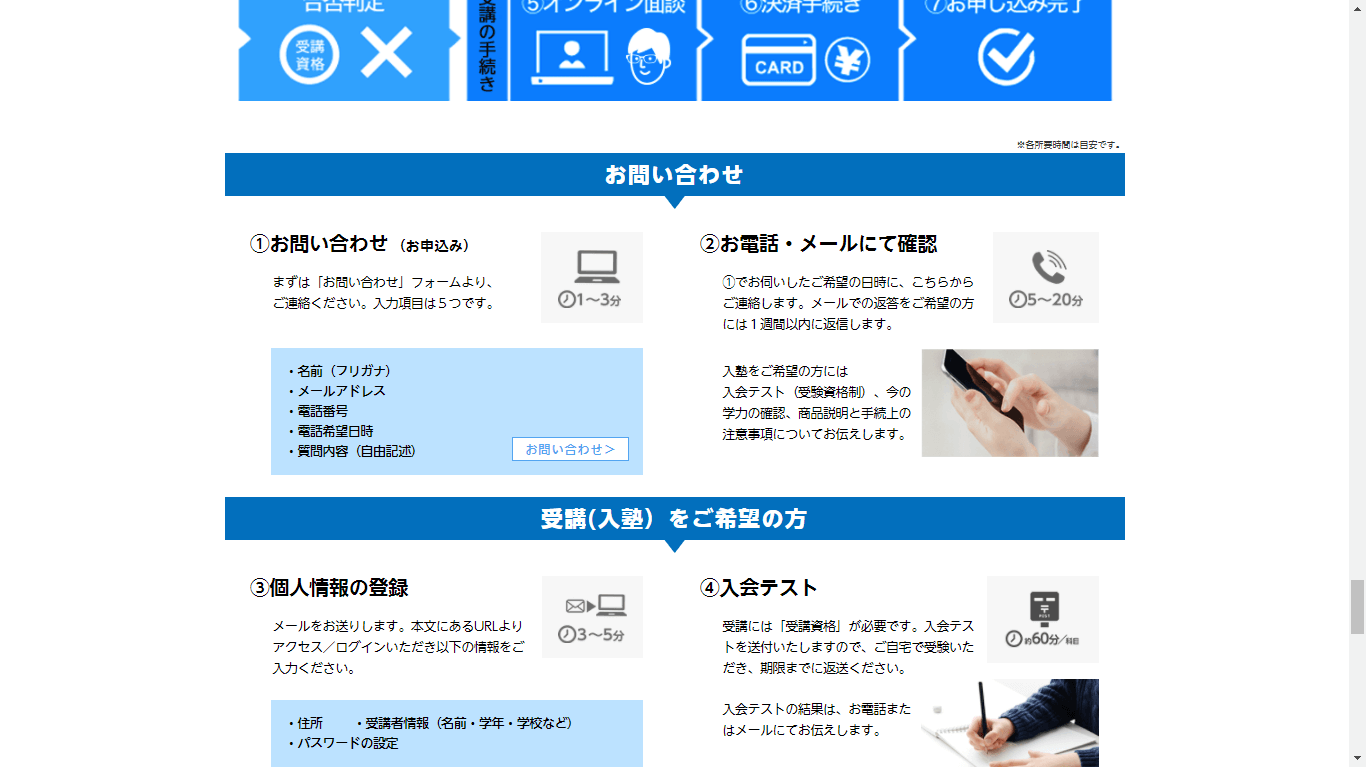 合否判定
受講の手続き
⑤オンライン面談
⑥決済手続き
⑦お申し込み完了
受講
資格
CARD
※各所要時間は目安です。
お問い合わせ
①お問い合わせ（お申込み）
1～3分
まずは「お問い合わせ」フォームより、
ご連絡ください。入力項目は５つです。
・名前（フリガナ）
・メールアドレス
・電話番号
・電話希望日時
・質問内容（自由記述）
お問い合わせ＞
②お電話・メールにて確認
5～20分
①でお伺いしたご希望の日時に、こちらから
ご連絡します。メールでの返答をご希望の方
には１週間以内に返信します。
入塾をご希望の方には
入会テスト（受験資格制）、今の
学力の確認、商品説明と手続上の
注意事項についてお伝えします。
受講(入塾）をご希望の方
③個人情報の登録
3～5分
メールをお送りします。本文にあるURLより
アクセス／ログインいただき以下の情報をご
入力ください。
・住所　　・受講者情報（名前・学年・学校など）
・パスワードの設定
④入会テスト
〒
POST
約60分/科目
受講には「受講資格」が必要です。入会テス
トを送付いたしますので、ご自宅で受験いた
だき、期限までに返送ください。
入会テストの結果は、お電話また
はメールにてお伝えします。